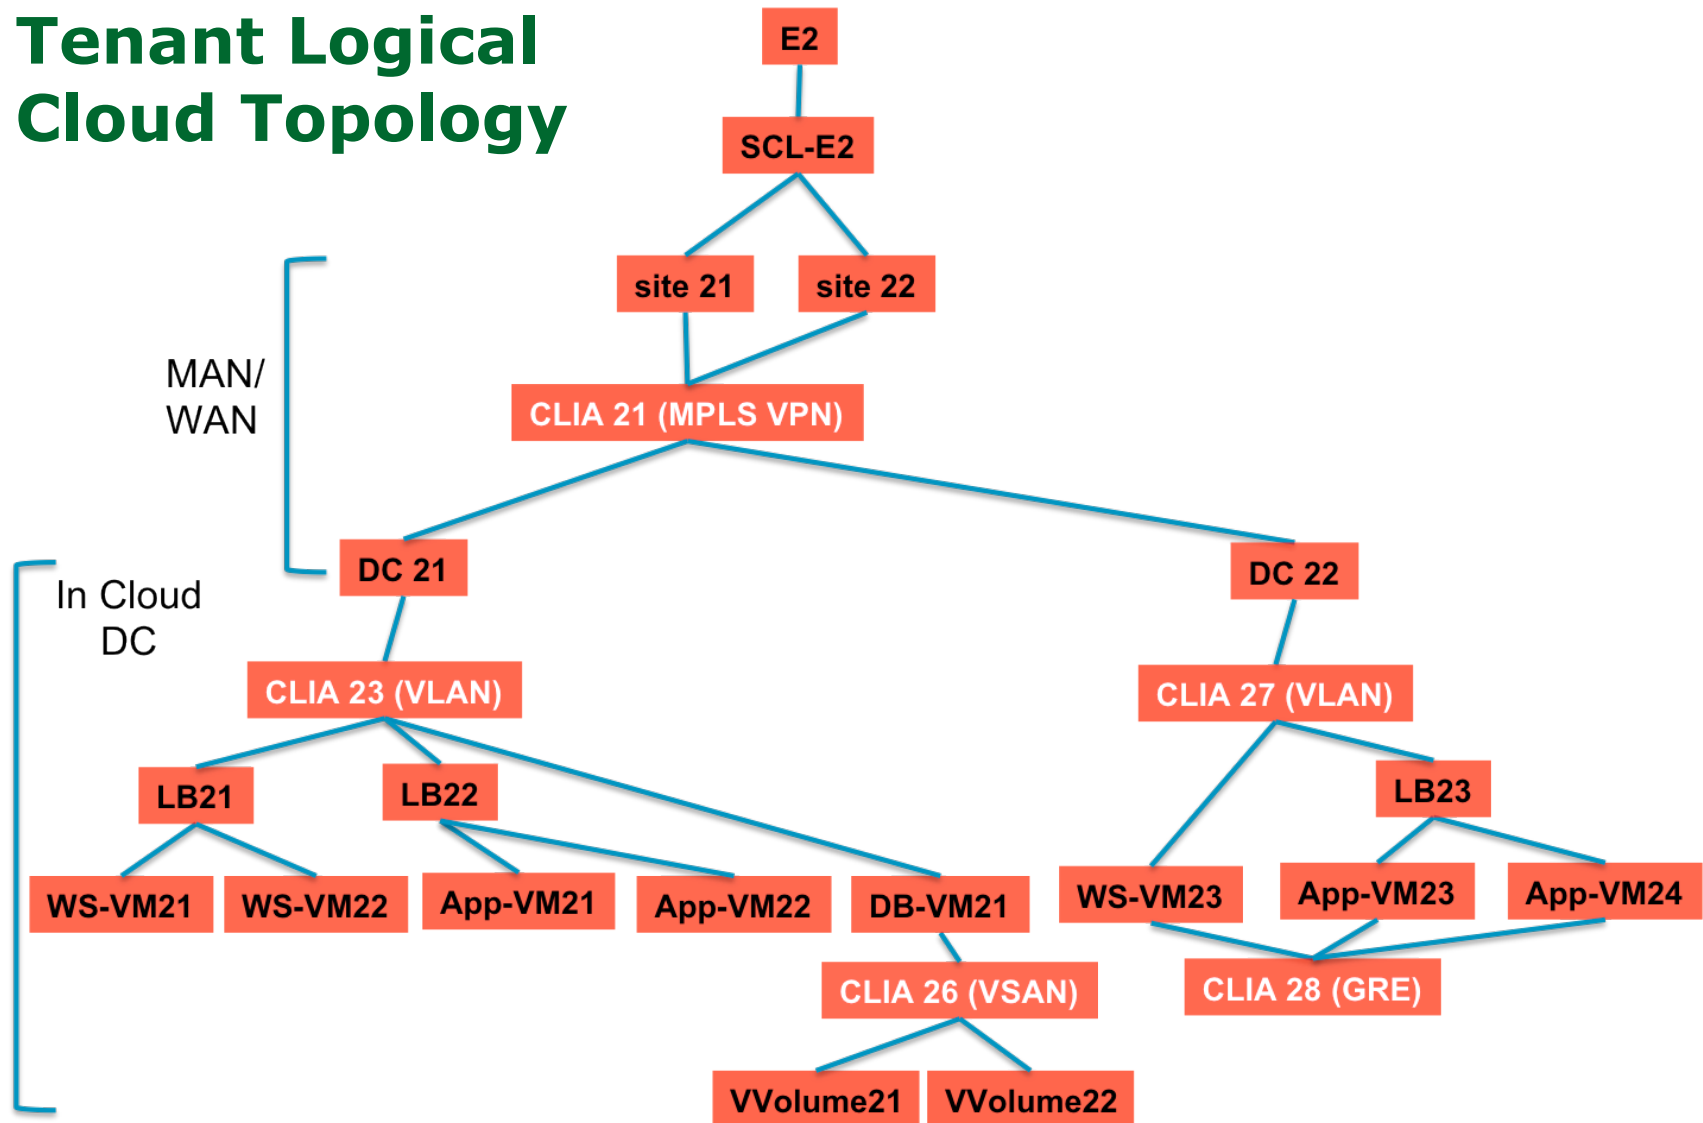 Tenant Logical
Cloud Topology
E2
SCL-E2
site 21
site 22
MAN/
WAN
CLIA 21 (MPLS VPN)
DC 21
DC 22
In Cloud
DC
CLIA 23 (VLAN)
CLIA 27 (VLAN)
LB21
LB22
LB23
WS-VM21
WS-VM22
App-VM21
App-VM22
DB-VM21
WS-VM23
App-VM23
App-VM24
CLIA 26 (VSAN)
CLIA 28 (GRE)
VVolume21
VVolume22